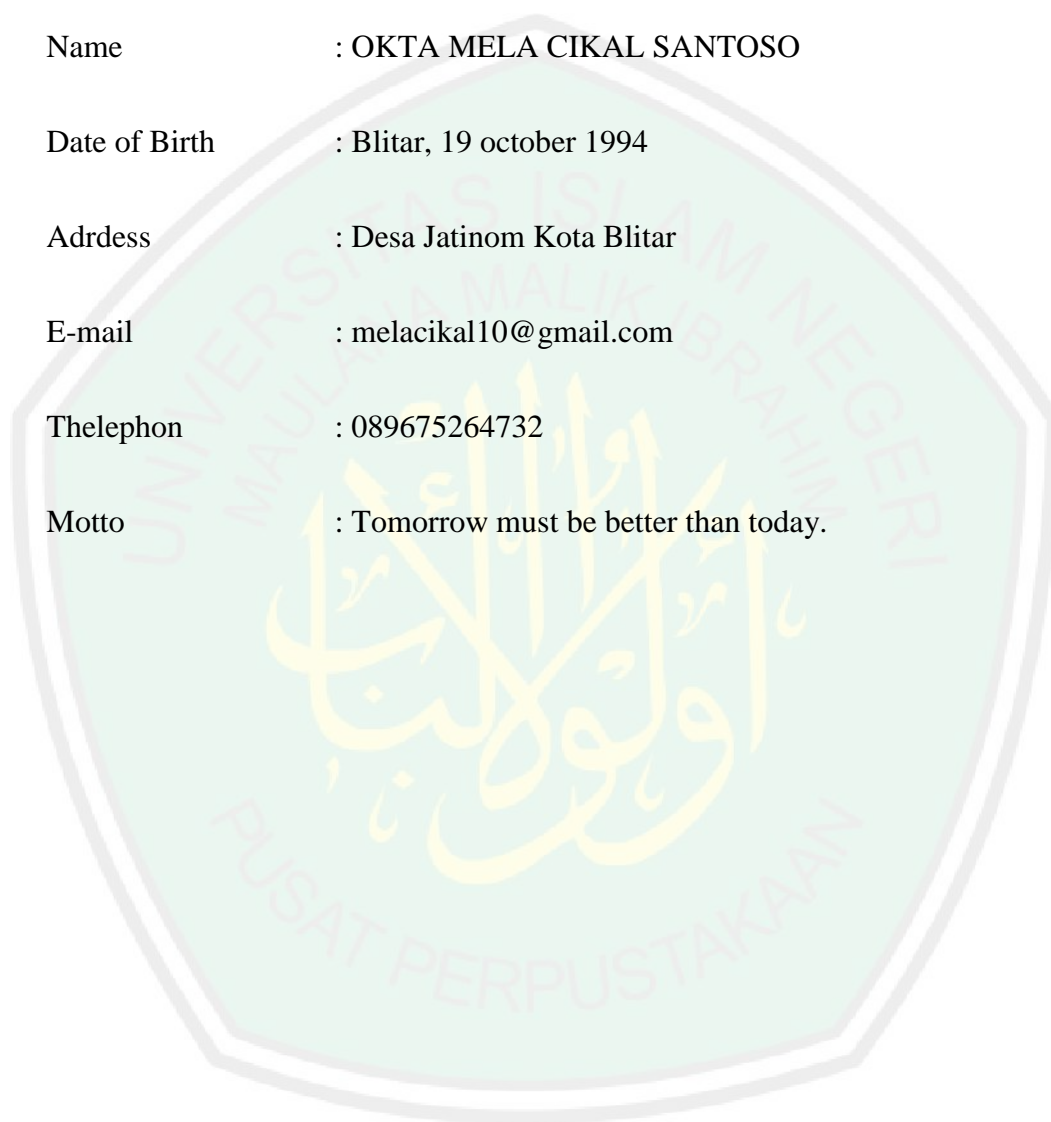 Name : OKTA MELA CIKAL SANTOSO
Date of Birth : Blitar, 19 october 1994
Adrdess : Desa Jatinom Kota Blitar
E-mail : melacikal10@gmail.com
Thelephon : 089675264732
Motto : Tomorrow must be better than today.
UNIVERSITAS ISLAM NEGERI
MAULANA MALIK IBRAHIM
أولوا الألباب
PUSAT PERPUSTAKAAN